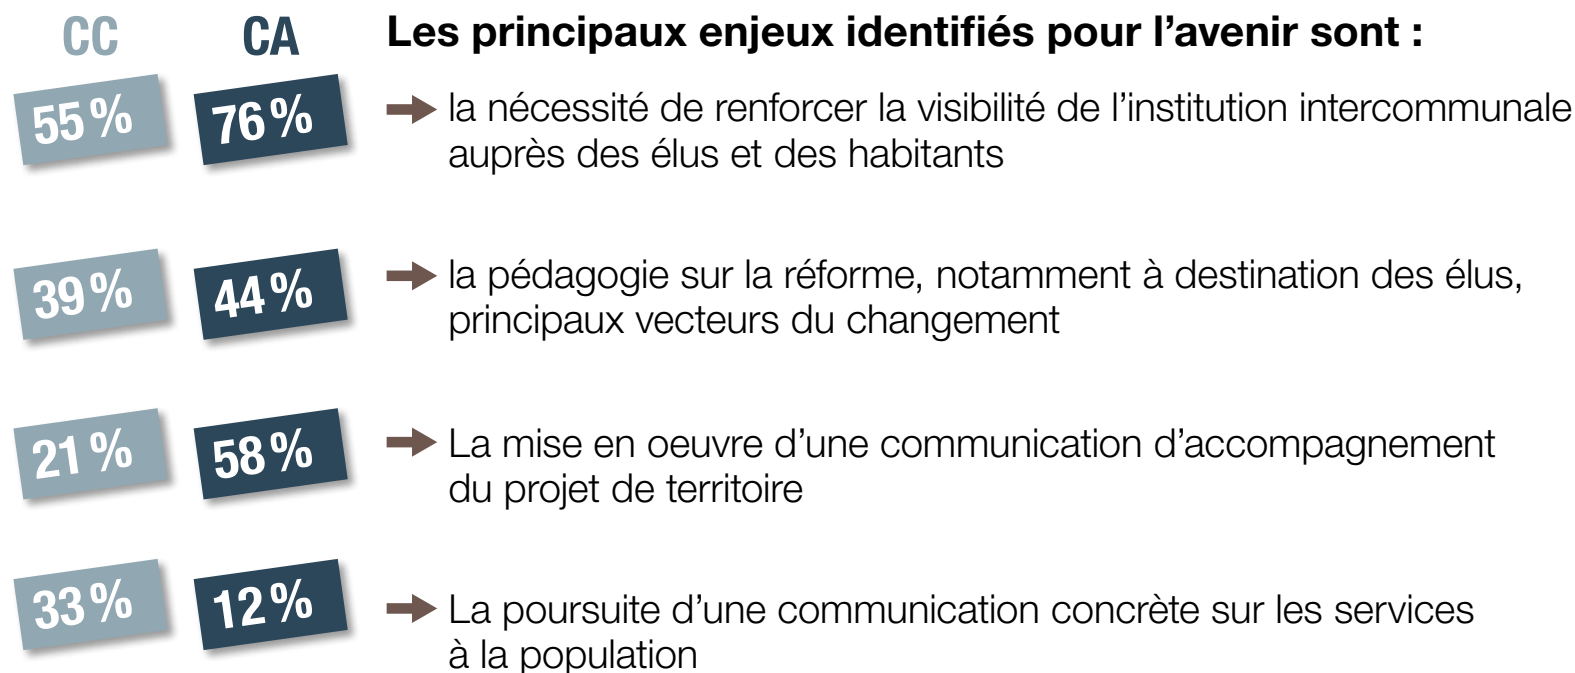 CC CA Les principaux enjeux identifiés pour l'avenir sont :
55 % 76 % la nécessité de renforcer la visibilité de l'institution intercommunale
auprès des élus et des habitants
39 % 44 % la pédagogie sur la réforme, notamment à destination des élus,
principaux vecteurs du changement
21 % 58 % La mise en oeuvre d'une communication d'accompagnement
du projet de territoire
33 % 12 % La poursuite d'une communication concrète sur les services
à la population